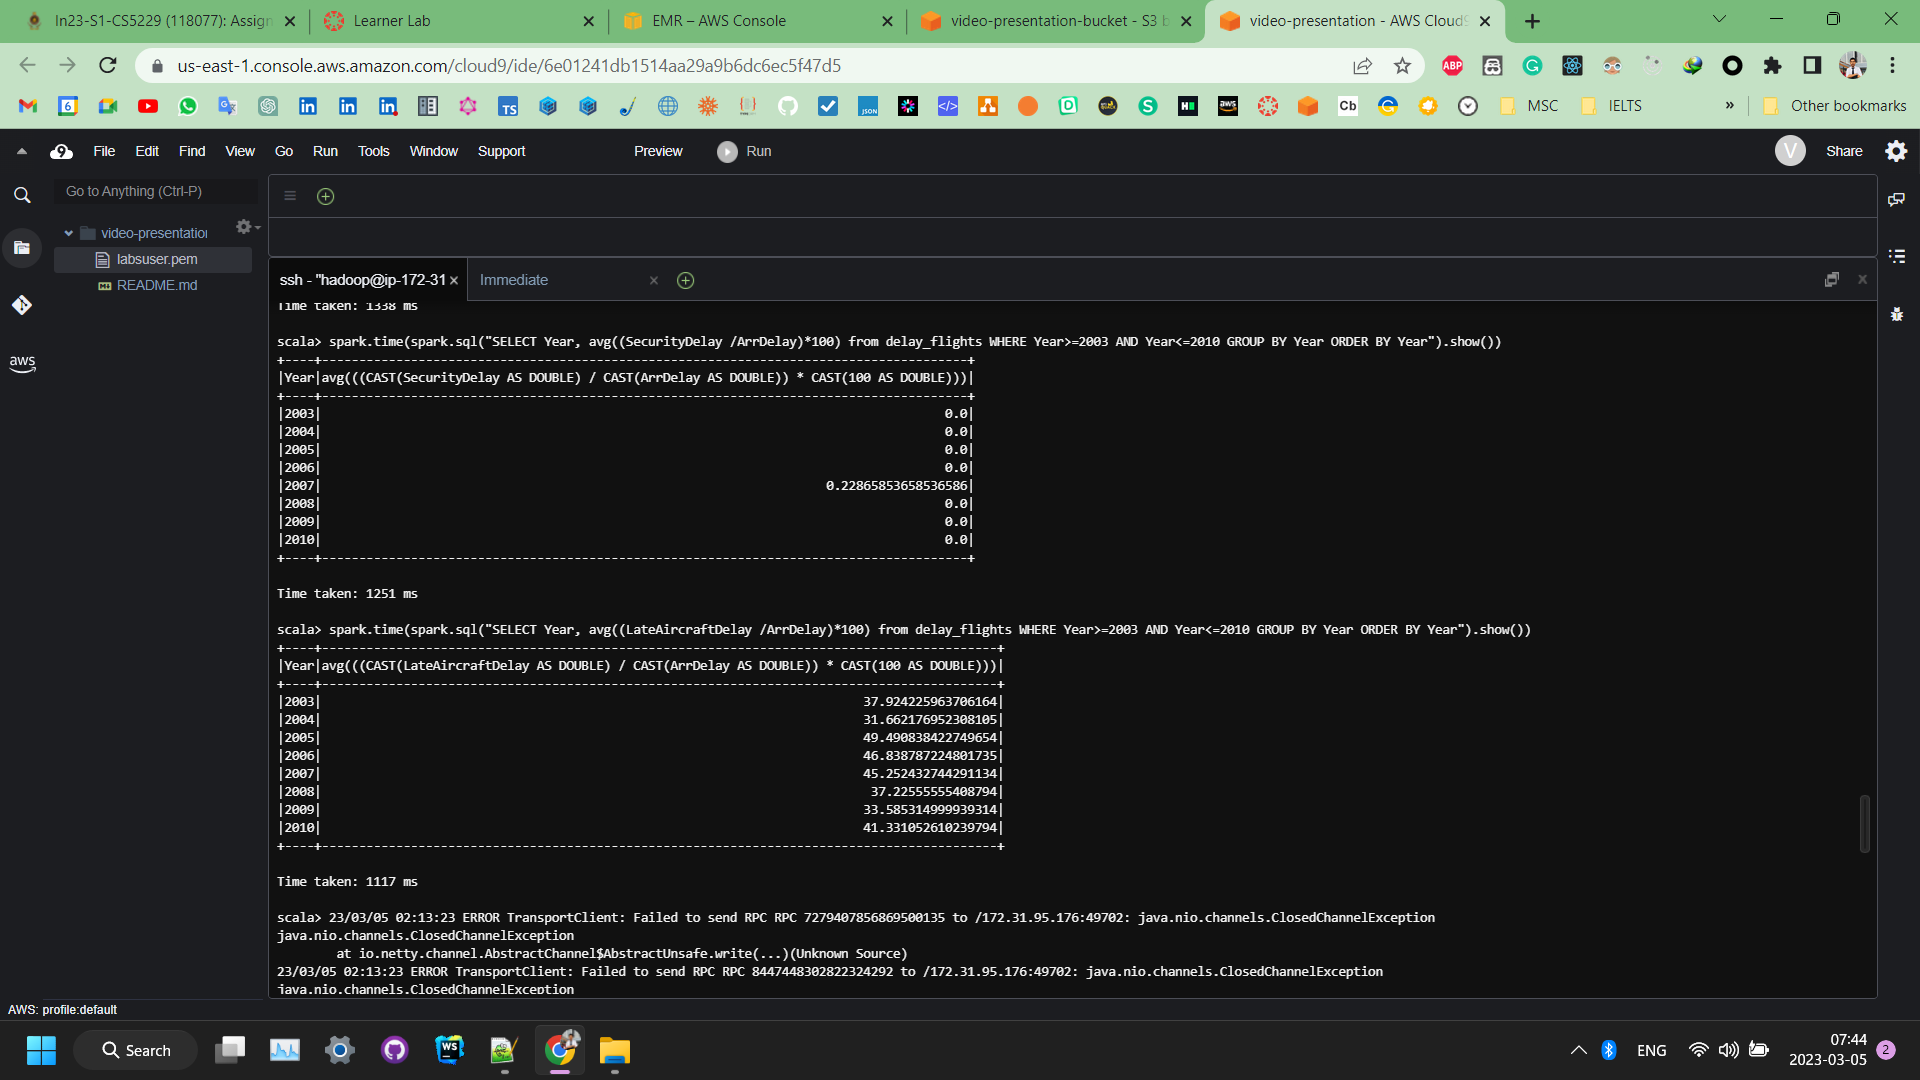 In23-S1-CS5229 (118077): Assign
Learner Lab
EMR – AWS Console
video-presentation-bucket - S3 b
video-presentation - AWS Cloud9
us-east-1.console.aws.amazon.com/cloud9/ide/6e01241db1514aa29a9b6dc6ec5f47d5
MSC
IELTS
»
Other bookmarks
File Edit Find View Go Run Tools Window Support Preview Run
V
Share
Go to Anything (Ctrl-P)
video-presentation
labsuser.pem
README.md
aws
ssh - "hadoop@ip-172-31
Immediate
Time taken: 1338 ms
scala> spark.time(spark.sql("SELECT Year, avg((SecurityDelay /ArrDelay)*100) from delay_flights WHERE Year>=2003 AND Year<=2010 GROUP BY Year ORDER BY Year").show())
+----+---------------------------------------------------------------------------------------+
|Year|avg(((CAST(SecurityDelay AS DOUBLE) / CAST(ArrDelay AS DOUBLE)) * CAST(100 AS DOUBLE)))|
+----+---------------------------------------------------------------------------------------+
|2003| 0.0|
|2004| 0.0|
|2005| 0.0|
|2006| 0.0|
|2007| 0.22865853658536586|
|2008| 0.0|
|2009| 0.0|
|2010| 0.0|
+----+---------------------------------------------------------------------------------------+
Time taken: 1251 ms
scala> spark.time(spark.sql("SELECT Year, avg((LateAircraftDelay /ArrDelay)*100) from delay_flights WHERE Year>=2003 AND Year<=2010 GROUP BY Year ORDER BY Year").show())
+----+-------------------------------------------------------------------------------------------+
|Year|avg(((CAST(LateAircraftDelay AS DOUBLE) / CAST(ArrDelay AS DOUBLE)) * CAST(100 AS DOUBLE)))|
+----+-------------------------------------------------------------------------------------------+
|2003| 37.924225963706164|
|2004| 31.662176952308105|
|2005| 49.490838422749654|
|2006| 46.838787224801735|
|2007| 45.252432744291134|
|2008| 37.22555555408794|
|2009| 33.585314999939314|
|2010| 41.331052610239794|
+----+-------------------------------------------------------------------------------------------+
Time taken: 1117 ms
scala> 23/03/05 02:13:23 ERROR TransportClient: Failed to send RPC RPC 7279407856869500135 to /172.31.95.176:49702: java.nio.channels.ClosedChannelException
java.nio.channels.ClosedChannelException
at io.netty.channel.AbstractChannel$AbstractUnsafe.write(...)(Unknown Source)
23/03/05 02:13:23 ERROR TransportClient: Failed to send RPC RPC 8447448302822324292 to /172.31.95.176:49702: java.nio.channels.ClosedChannelException
java.nio.channels.ClosedChannelException
AWS: profile:default
Search
ENG
07:44
2023-03-05
2